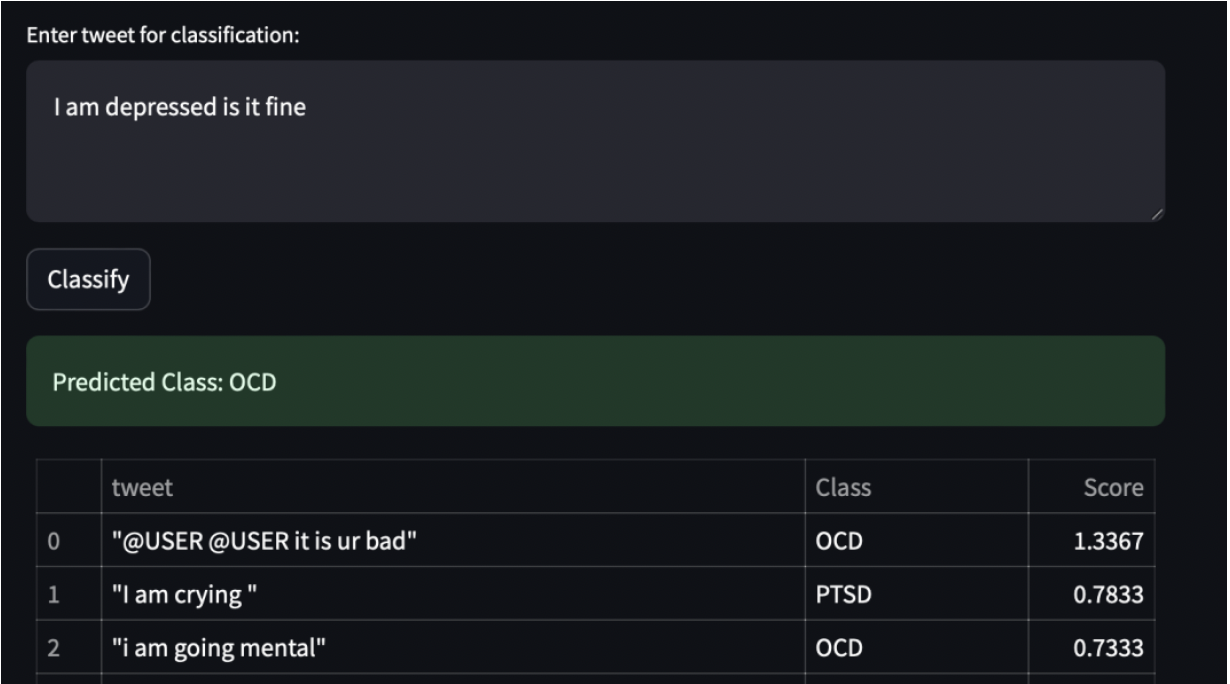 Enter tweet for classification:
I am depressed is it fine
Classify
Predicted Class: OCD
tweet Class Score
0 "@USER @USER it is ur bad" OCD 1.3367
1 "I am crying " PTSD 0.7833
2 "i am going mental" OCD 0.7333